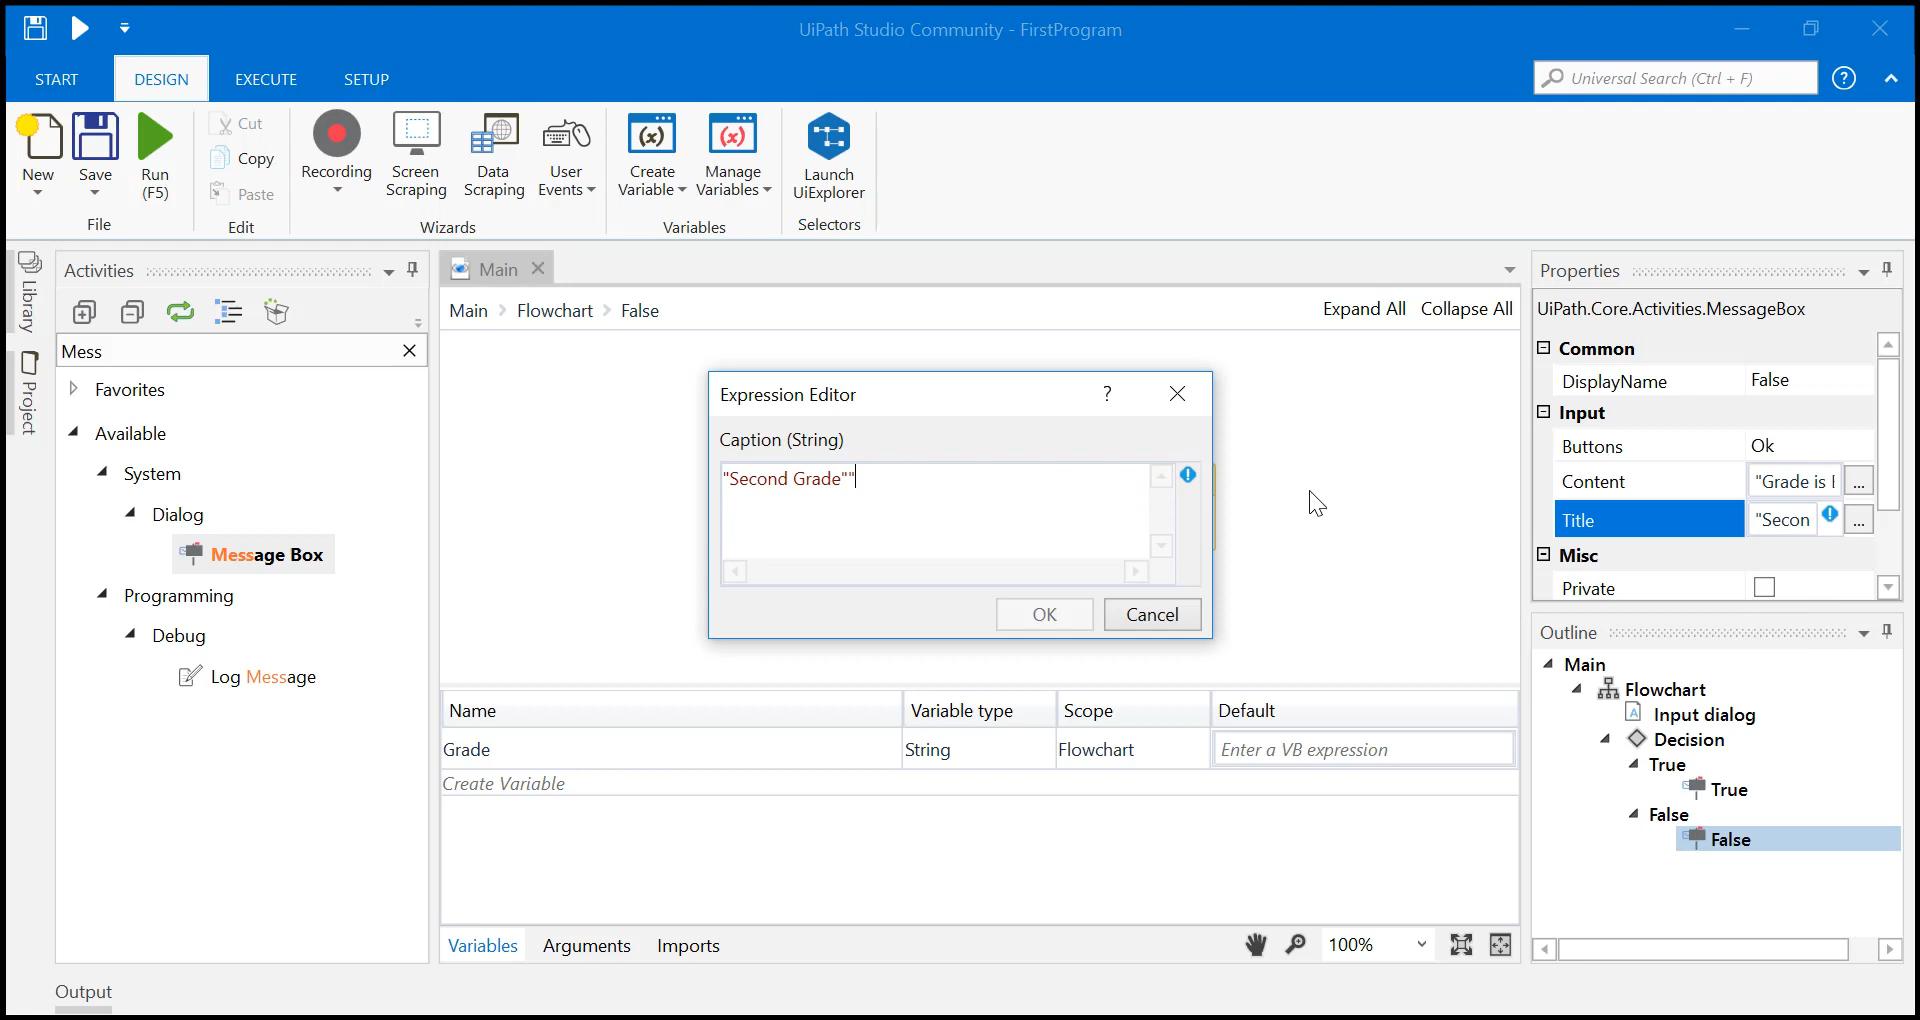 UiPath Studio Community - FirstProgram
START
DESIGN
EXECUTE
SETUP
Universal Search (Ctrl + F)
?
New
Save
Run
(F5)
File
Cut
Copy
Paste
Edit
Recording
Screen
Scraping
Data
Scraping
User
Events
Wizards
Create
Variable
Manage
Variables
Variables
Launch
UiExplorer
Selectors
Library
Project
Activities
Mess
Favorites
Available
System
Dialog
Message Box
Programming
Debug
Log Message
Main
Main > Flowchart > False
Expand All
Collapse All
Expression Editor
?
Caption (String)
"Second Grade""
OK
Cancel
Name
Variable type
Scope
Default
Grade
String
Flowchart
Enter a VB expression
Create Variable
Variables
Arguments
Imports
100%
Properties
UiPath.Core.Activities.MessageBox
Common
DisplayName
False
Input
Buttons
Ok
Content
"Grade is
...
Title
"Secon
...
Misc
Private
Outline
Main
Flowchart
Input dialog
Decision
True
True
False
False
Output